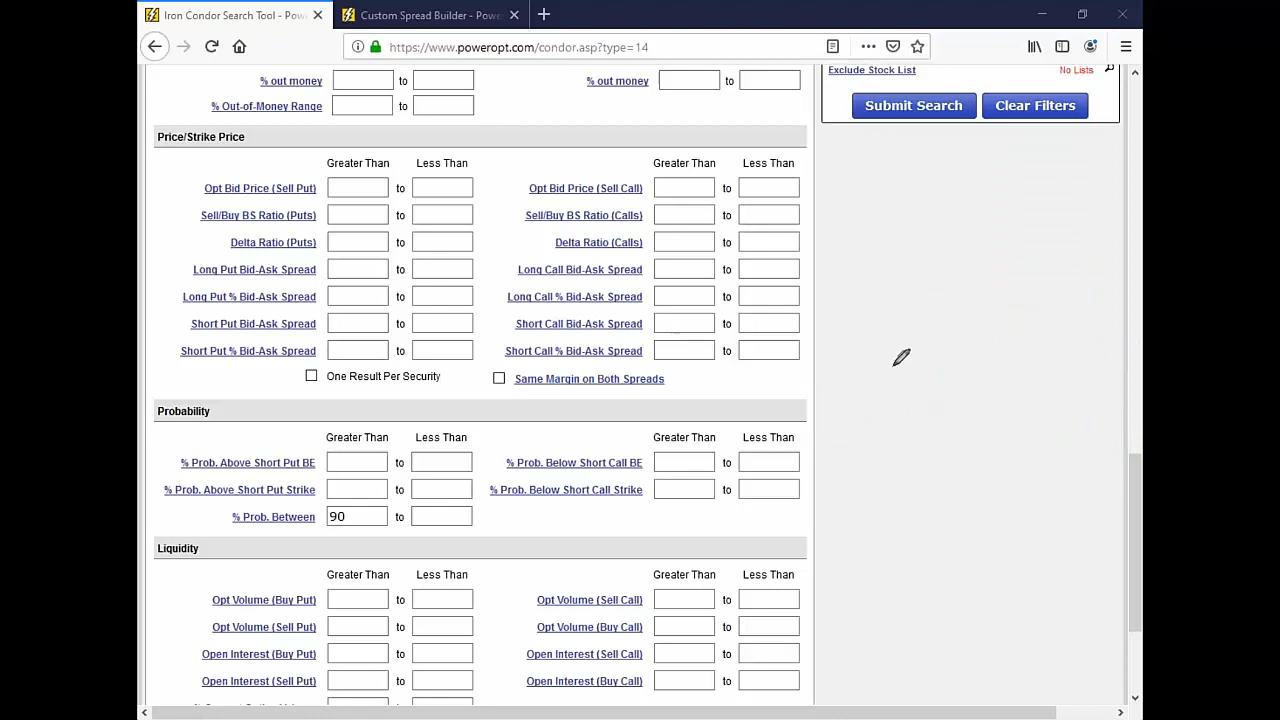 Iron Condor Search Tool - Powe
Custom Spread Builder - Powe
https://www.poweropt.com/condor.asp?type=14
% out money to % out money to
Exclude Stock List No Lists
% Out-of-Money Range to
Submit Search Clear Filters
Price/Strike Price
Greater Than Less Than Greater Than Less Than
Opt Bid Price (Sell Put) to Opt Bid Price (Sell Call) to
Sell/Buy BS Ratio (Puts) to Sell/Buy BS Ratio (Calls) to
Delta Ratio (Puts) to Delta Ratio (Calls) to
Long Put Bid-Ask Spread to Long Call Bid-Ask Spread to
Long Put % Bid-Ask Spread to Long Call % Bid-Ask Spread to
Short Put Bid-Ask Spread to Short Call Bid-Ask Spread to
Short Put % Bid-Ask Spread to Short Call % Bid-Ask Spread to
One Result Per Security Same Margin on Both Spreads
Probability
Greater Than Less Than Greater Than Less Than
% Prob. Above Short Put BE to % Prob. Below Short Call BE to
% Prob. Above Short Put Strike to % Prob. Below Short Call Strike to
% Prob. Between 90 to
Liquidity
Greater Than Less Than Greater Than Less Than
Opt Volume (Buy Put) to Opt Volume (Sell Call) to
Opt Volume (Sell Put) to Opt Volume (Buy Call) to
Open Interest (Buy Put) to Open Interest (Sell Call) to
Open Interest (Sell Put) to Open Interest (Buy Call) to